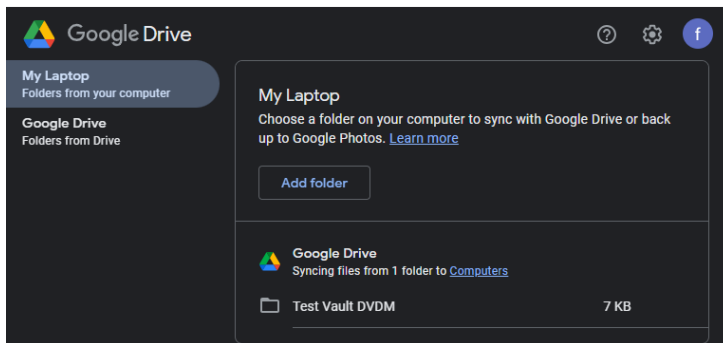 Google Drive
f
My Laptop
Folders from your computer
Google Drive
Folders from Drive
My Laptop
Choose a folder on your computer to sync with Google Drive or back
up to Google Photos. Learn more
Add folder
Google Drive
Syncing files from 1 folder to Computers
Test Vault DVDM 7 KB